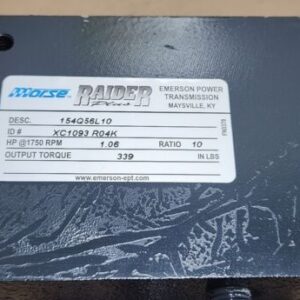 morse RAIDER Plus
EMERSON POWER
TRANSMISSION
MAYSVILLE, KY
DESC. 154Q56L10
ID # XC1093 R04K
HP @1750 RPM 1.06 RATIO 10
OUTPUT TORQUE 339 IN LBS
www.emerson-ept.com